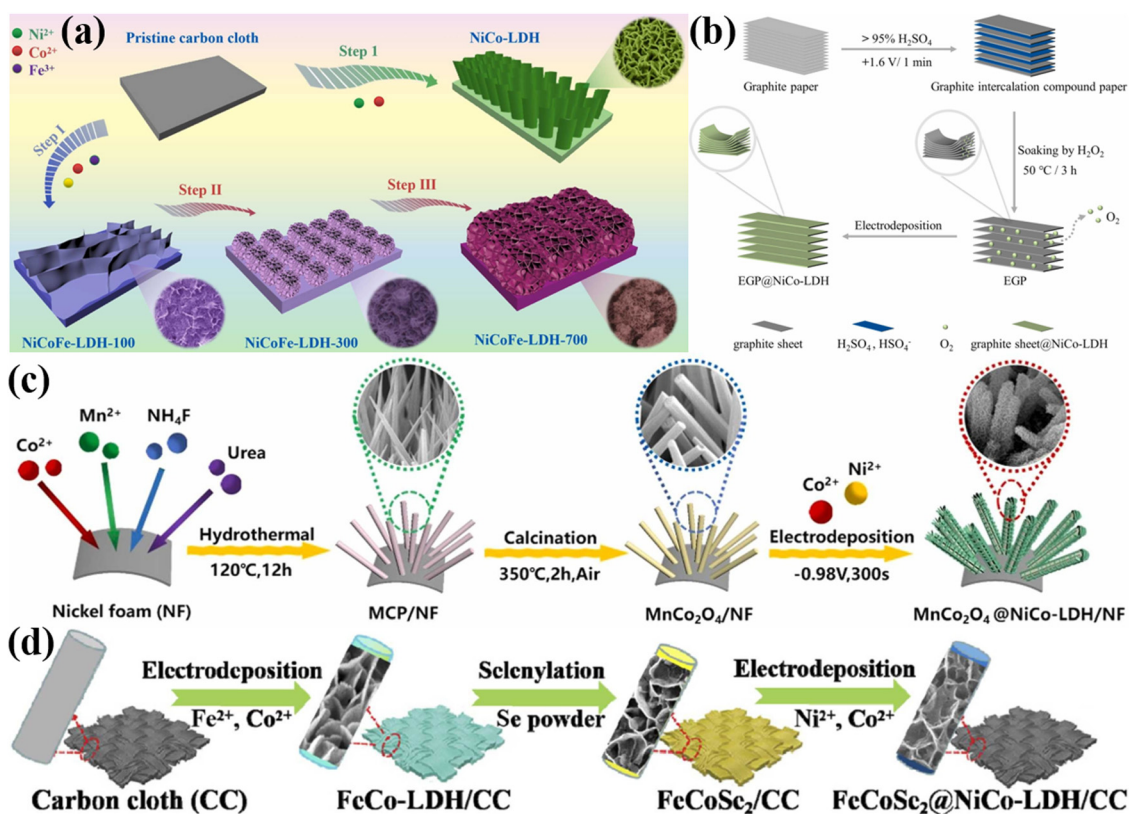 (a)
Ni²⁺
Co²⁺
Fe³⁺
Pristine carbon cloth
Step 1
NiCo-LDH
Step I
Step II
Step III
NiCoFe-LDH-100
NiCoFe-LDH-300
NiCoFe-LDH-700
(b)
> 95% H₂SO₄
+1.6 V/ 1 min
Graphite paper
Graphite intercalation compound paper
Soaking by H₂O₂
50 °C / 3 h
Electrodeposition
O₂
EGP@NiCo-LDH
EGP
graphite sheet
H₂SO₄ , HSO₄⁻
O₂
graphite sheet@NiCo-LDH
(c)
Co²⁺
Mn²⁺
NH₄F
Urea
Nickel foam (NF)
Hydrothermal
120℃,12h
MCP/NF
Calcination
350℃,2h,Air
MnCo₂O₄/NF
Co²⁺
Ni²⁺
Electrodeposition
-0.98V,300s
MnCo₂O₄@NiCo-LDH/NF
(d)
Electrodeposition
Fe²⁺, Co²⁺
Selenylation
Se powder
Electrodeposition
Ni²⁺, Co²⁺
Carbon cloth (CC)
FeCo-LDH/CC
FeCoSe₂/CC
FeCoSe₂@NiCo-LDH/CC